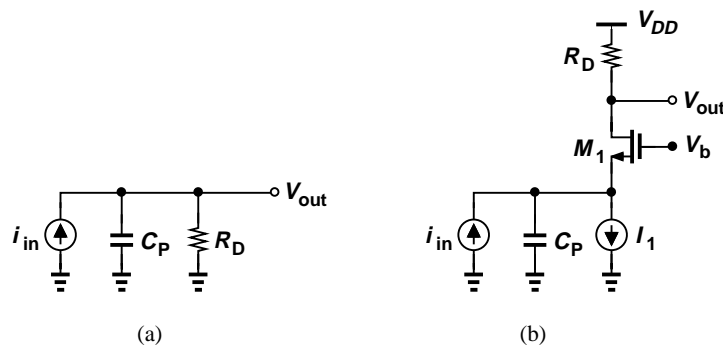 V_DD
R_D
V_out
M_1
V_b
V_out
i_in
C_P
R_D
i_in
C_P
I_1
(a)
(b)